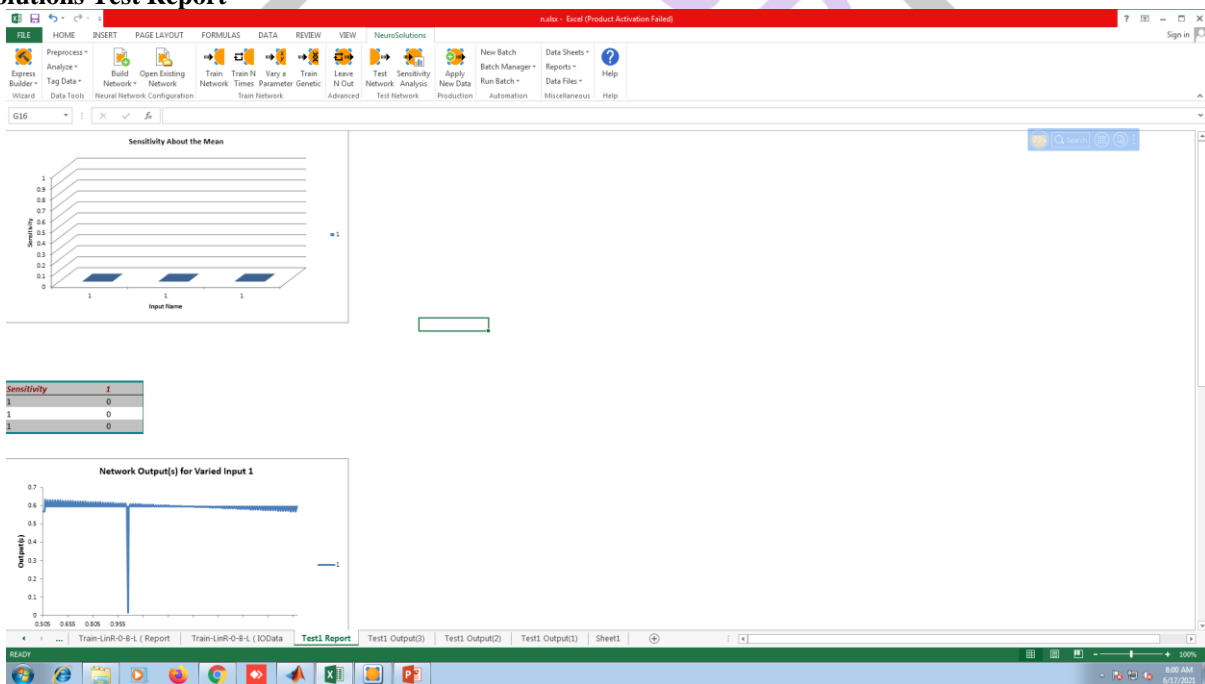 olutions Test Report
n.xlsx - Excel (Product Activation Failed)
FILE HOME INSERT PAGE LAYOUT FORMULAS DATA REVIEW VIEW NeuroSolutions
Sign in
Express Builder
Preprocess
Analyze
Tag Data
Build Network
Open Existing Network
Train Network
Train N Times
Vary a Parameter
Train Genetic
Leave N Out
Test Network
Sensitivity Analysis
Apply New Data
New Batch
Batch Manager
Run Batch
Data Sheets
Reports
Data Files
Help
Wizard Data Tools Neural Network Configuration Train Network Advanced Test Network Production Automation Miscellaneous Help
G16
fx
Search
Sensitivity About the Mean
1
0.9
0.8
0.7
0.6
0.5
0.4
0.3
0.2
0.1
0
Sensitivity
1 1 1
Input Name
1
Sensitivity 1
1 0
1 0
1 0
Network Output(s) for Varied Input 1
0.7
0.6
0.5
0.4
0.3
0.2
0.1
0
Output(s)
0.505 0.655 0.805 0.955
1
... Train-LinR-0-B-L ( Report Train-LinR-0-B-L ( IOData Test1 Report Test1 Output(3) Test1 Output(2) Test1 Output(1) Sheet1
READY
100%
8:00 AM
6/17/2021